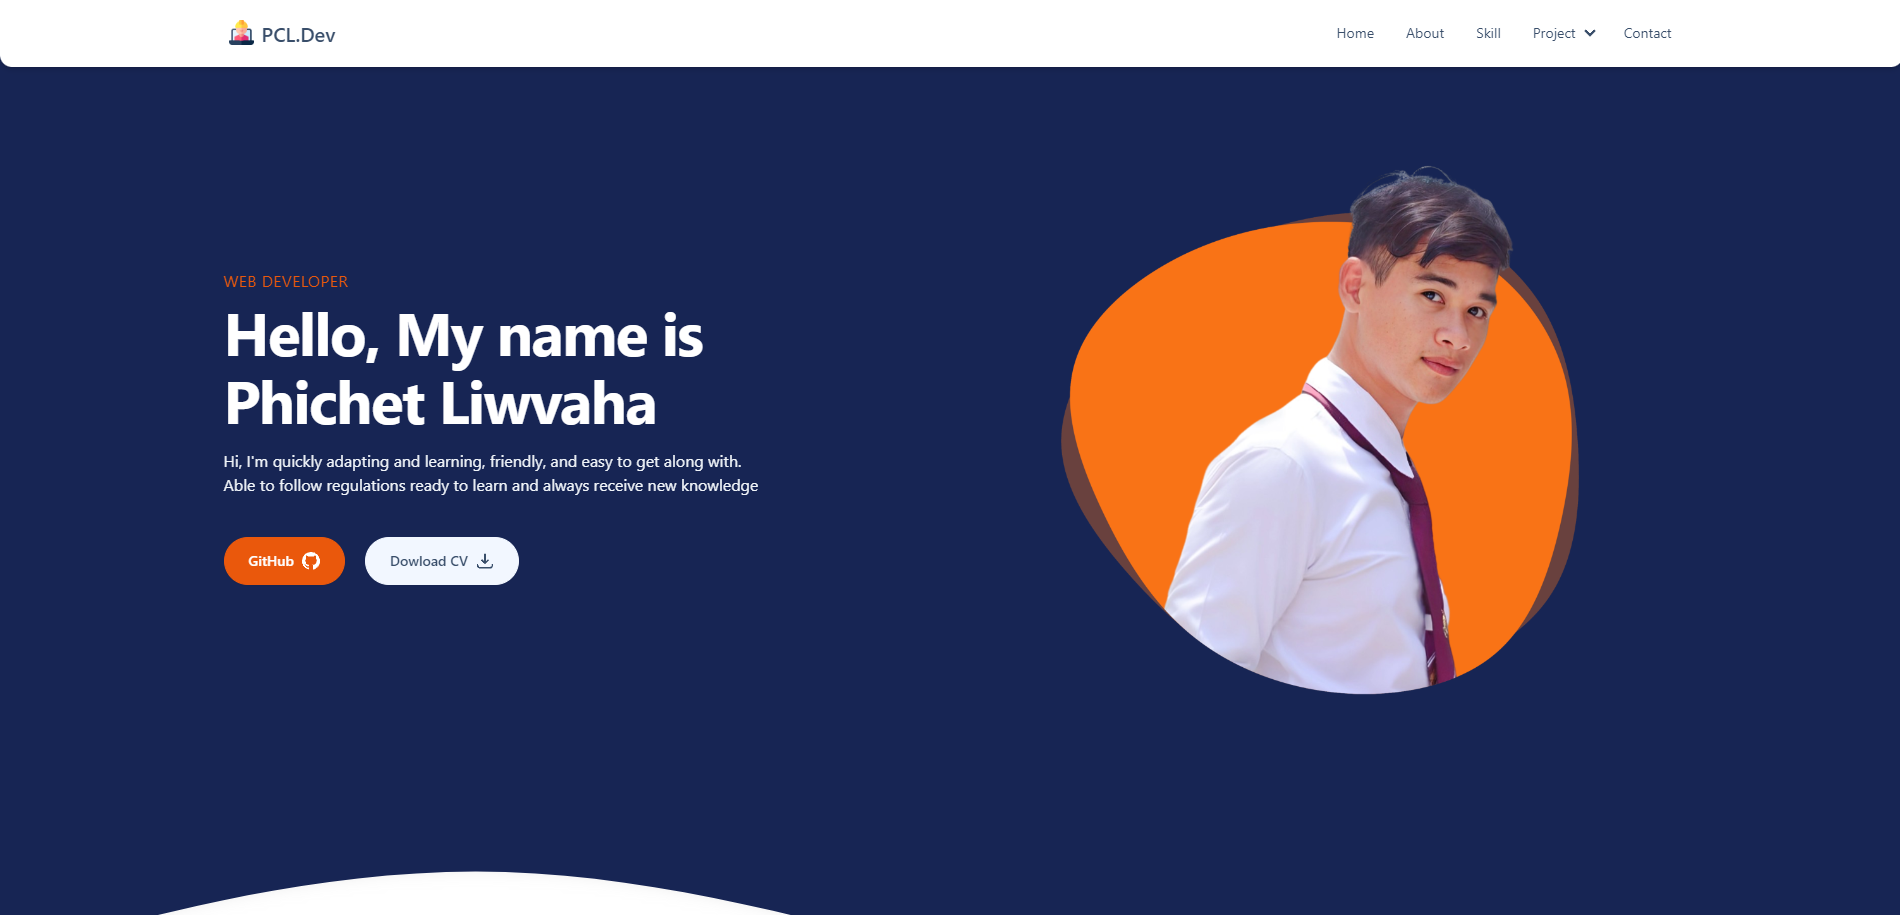 PCL.Dev
Home
About
Skill
Project
Contact
WEB DEVELOPER
Hello, My name is
Phichet Liwvaha
Hi, I'm quickly adapting and learning, friendly, and easy to get along with.
Able to follow regulations ready to learn and always receive new knowledge
GitHub
Dowload CV